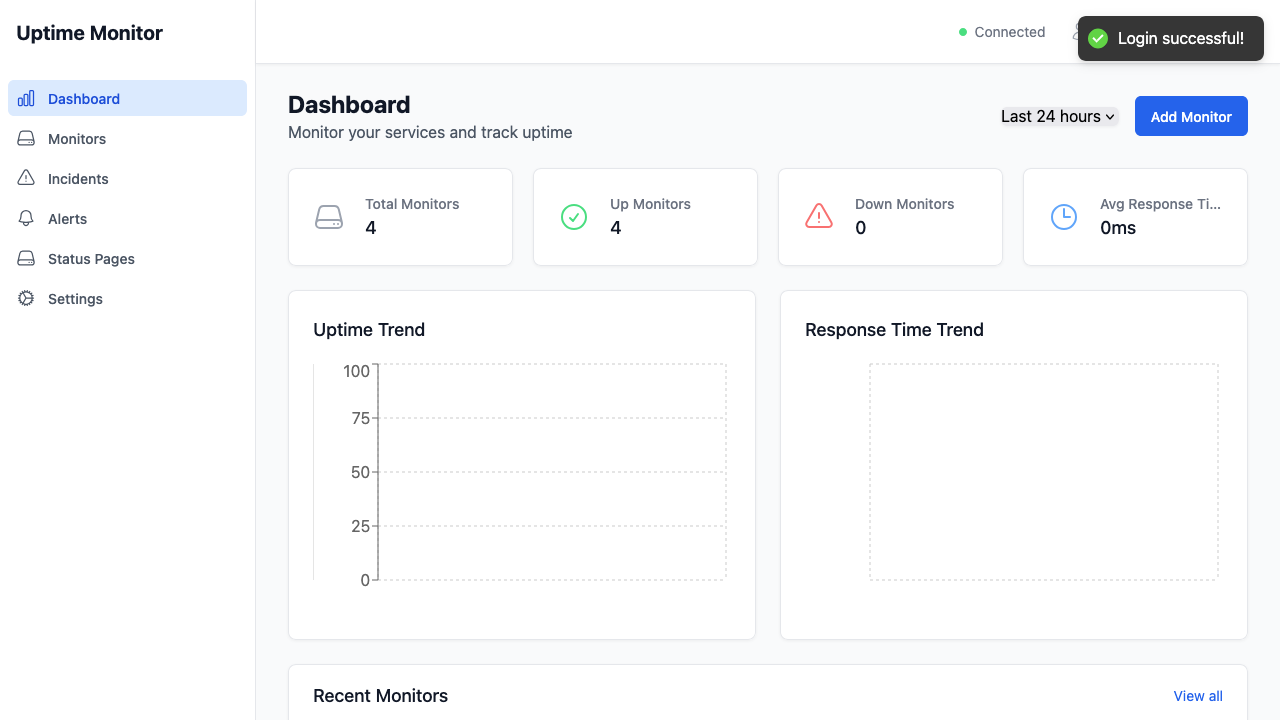 Uptime Monitor
Connected
Login successful!
Dashboard
Monitors
Incidents
Alerts
Status Pages
Settings
Dashboard
Monitor your services and track uptime
Last 24 hours
Add Monitor
Total Monitors
4
Up Monitors
4
Down Monitors
0
Avg Response Ti...
0ms
Uptime Trend
100
75
50
25
0
Response Time Trend
Recent Monitors
View all